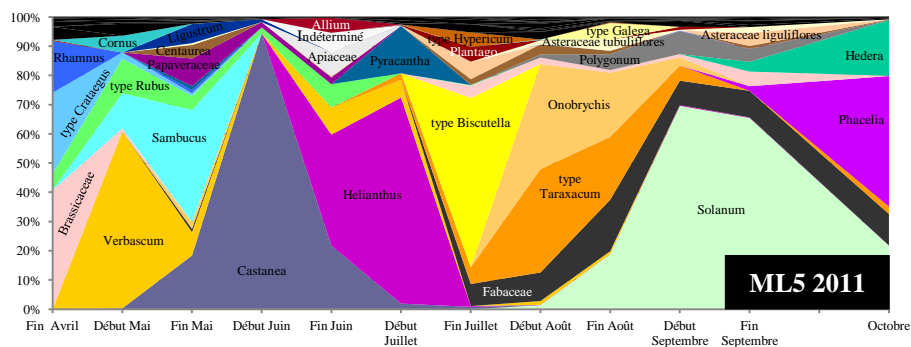 100%
90%
80%
70%
60%
50%
40%
30%
20%
10%
0%
Rhamnus
type Crataegus
Brassicaceae
Cornus
type Rubus
Verbascum
Ligustrum
Centaurea
Papaveraceae
Sambucus
Castanea
Allium
Indéterminé
Apiaceae
Helianthus
Pyracantha
type Hypericum
Plantago
type Biscutella
Fabaceae
Asteraceae tubuliflores
Onobrychis
type
Taraxacum
type Galega
Polygonum
Asteraceae liguliflores
Solanum
Hedera
Phacelia
ML5 2011
Fin Avril
Début Mai
Fin Mai
Début Juin
Fin Juin
Début
Juillet
Fin Juillet
Début Août
Fin Août
Début
Septembre
Fin
Septembre
Octobre